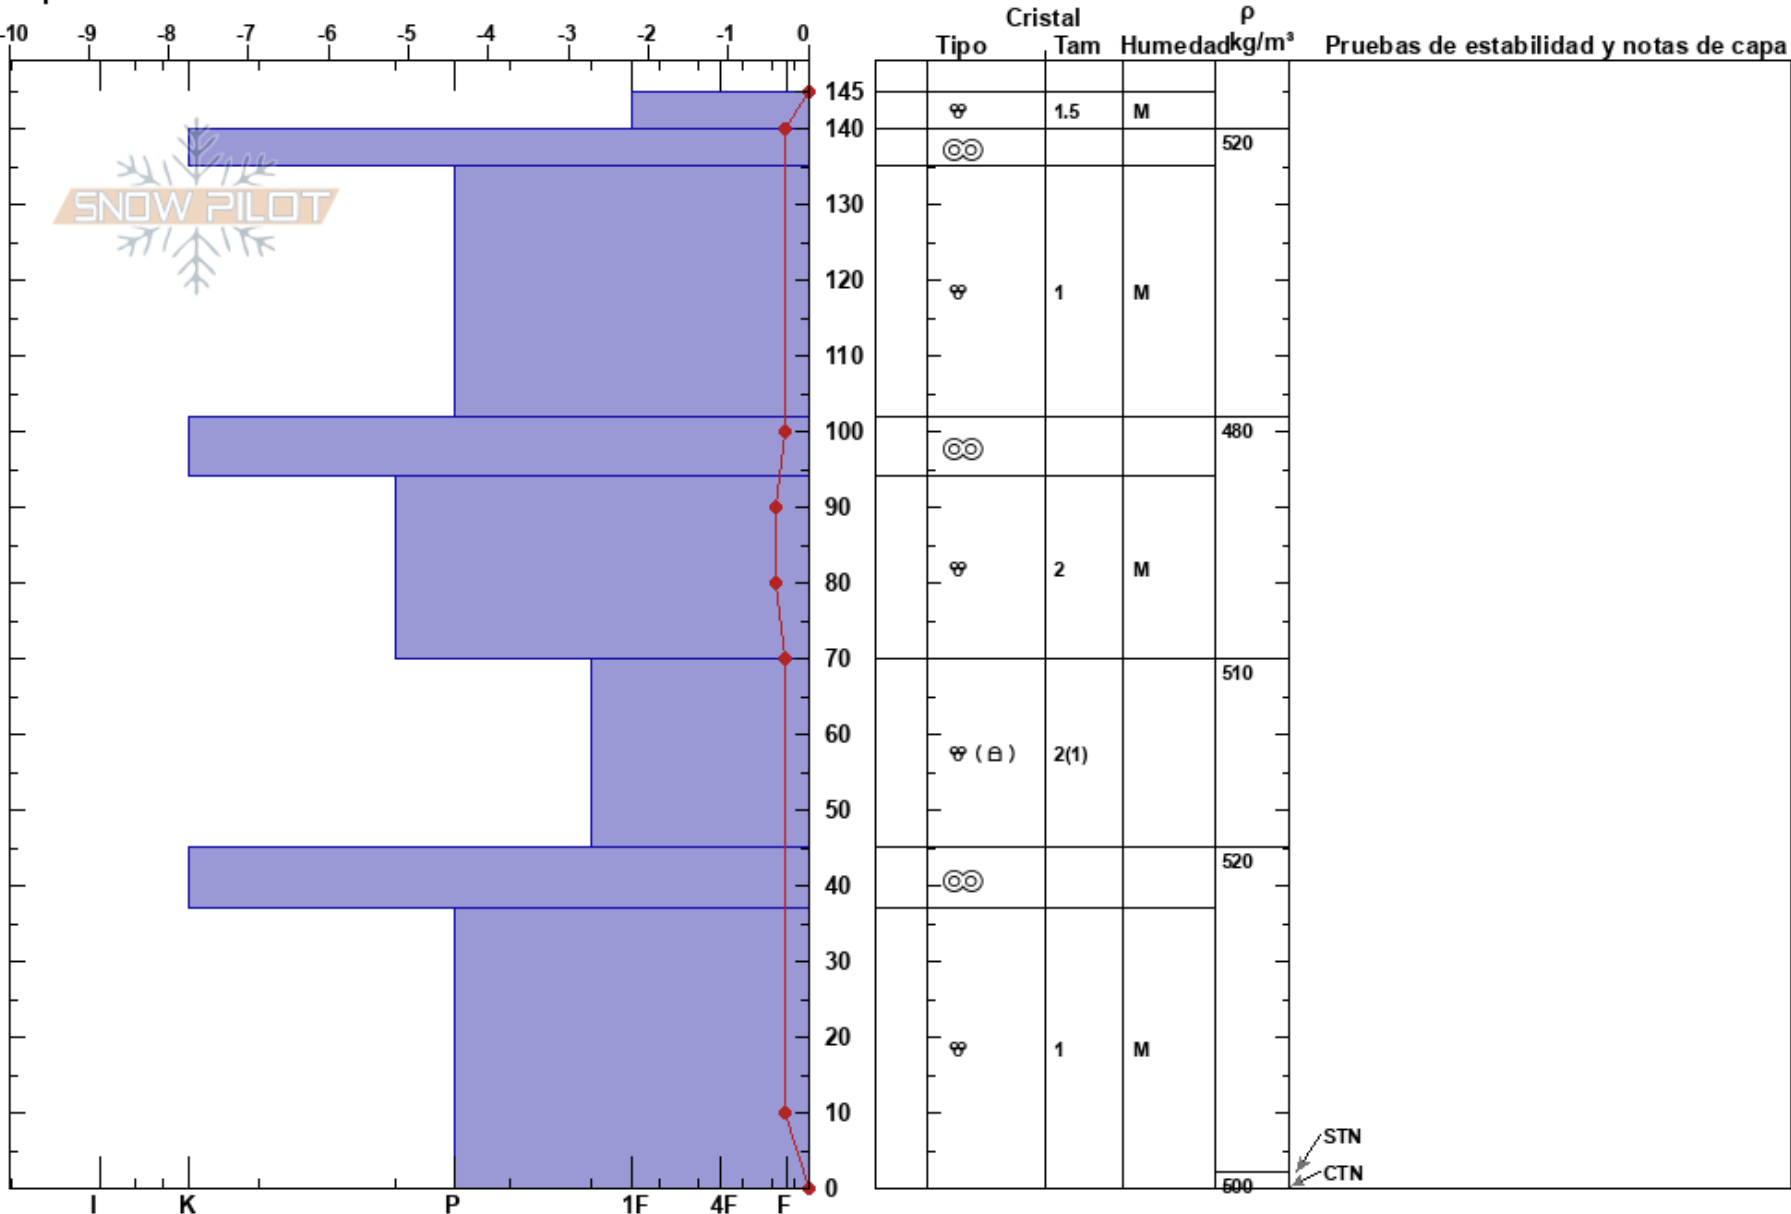 Cristal ρ
-10 -9 -8 -7 -6 -5 -4 -3 -2 -1 0 Tipo Tam Humedad kg/m³ Pruebas de estabilidad y notas de capa
145
1.5 M
140
520
SNOW PILOT
130
120
1 M
110
100 480
90
2 M
80
70
510
60
2(1)
50
520
40
30
20
1 M
10
STN
CTN
0
I K P 1F 4F F